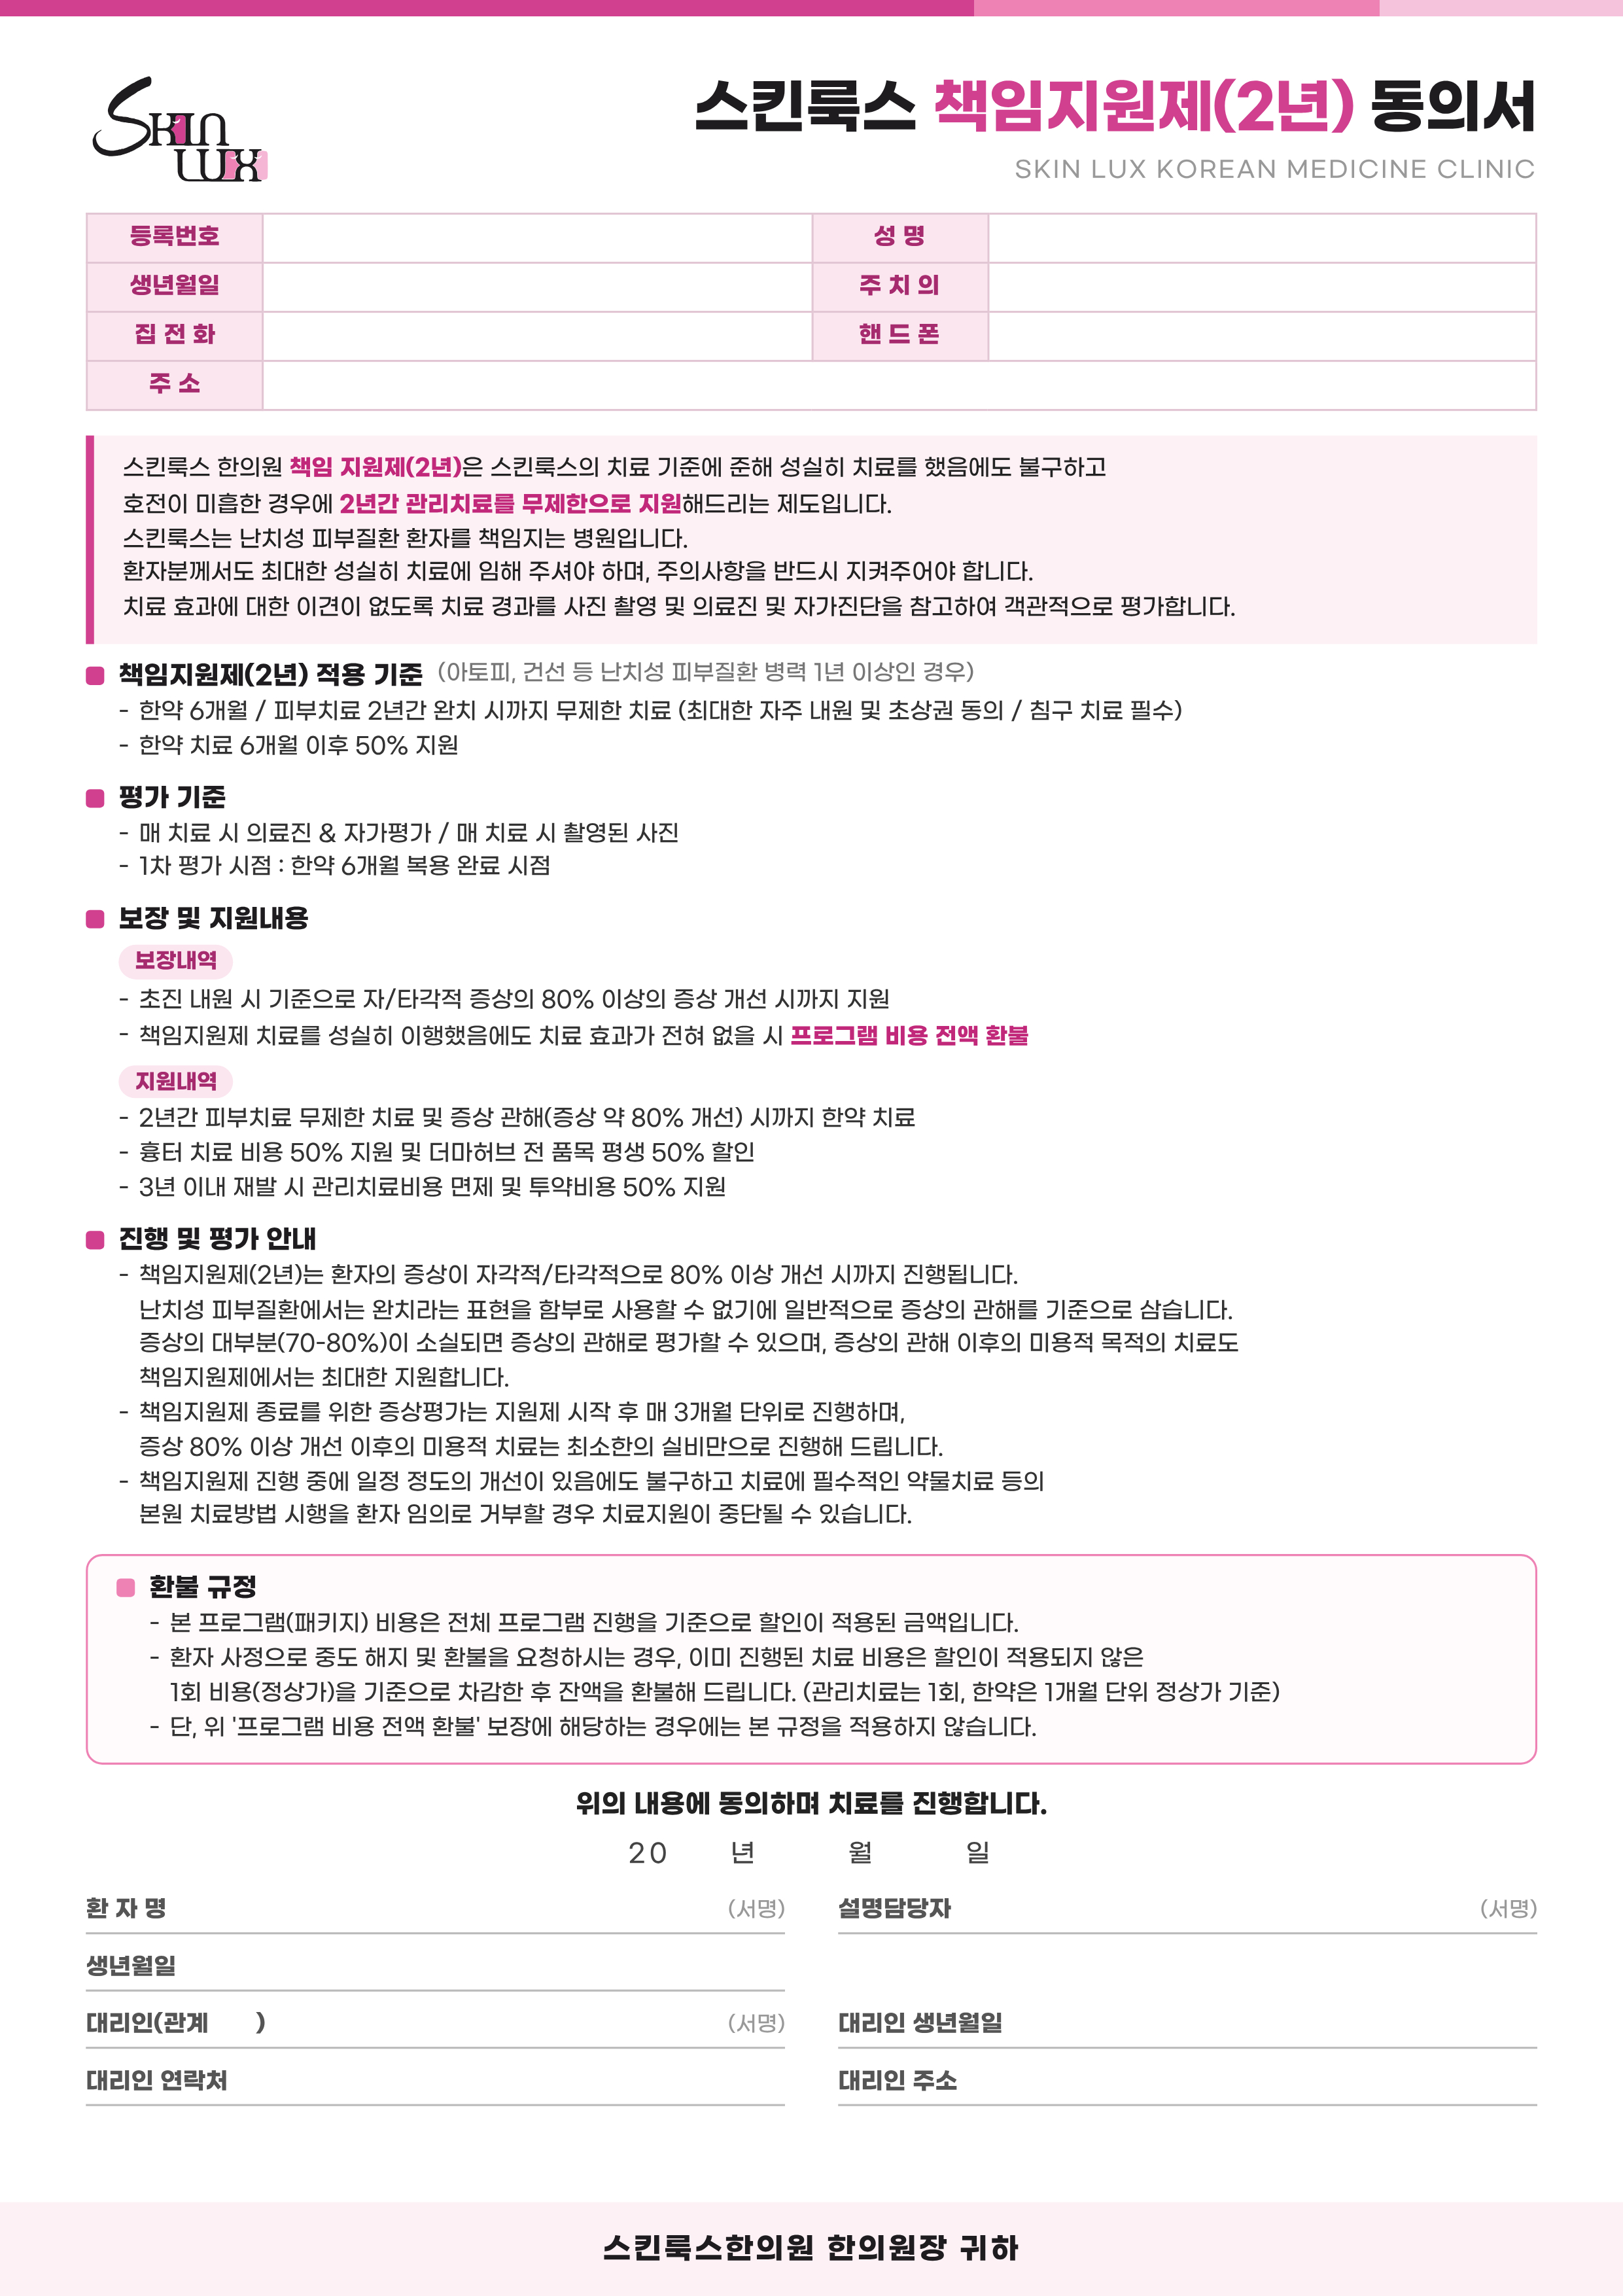 SKIN LUX
스킨룩스 책임지원제(2년) 동의서
SKIN LUX KOREAN MEDICINE CLINIC
등록번호 성 명
생년월일 주 치 의
집 전 화 핸 드 폰
주 소
스킨룩스 한의원 책임 지원제(2년)은 스킨룩스의 치료 기준에 준해 성실히 치료를 했음에도 불구하고
호전이 미흡한 경우에 2년간 관리치료를 무제한으로 지원해드리는 제도입니다.
스킨룩스는 난치성 피부질환 환자를 책임지는 병원입니다.
환자분께서도 최대한 성실히 치료에 임해 주셔야 하며, 주의사항을 반드시 지켜주어야 합니다.
치료 효과에 대한 이견이 없도록 치료 경과를 사진 촬영 및 의료진 및 자가진단을 참고하여 객관적으로 평가합니다.
책임지원제(2년) 적용 기준 (아토피, 건선 등 난치성 피부질환 병력 1년 이상인 경우)
- 한약 6개월 / 피부치료 2년간 완치 시까지 무제한 치료 (최대한 자주 내원 및 초상권 동의 / 침구 치료 필수)
- 한약 치료 6개월 이후 50% 지원
평가 기준
- 매 치료 시 의료진 & 자가평가 / 매 치료 시 촬영된 사진
- 1차 평가 시점 : 한약 6개월 복용 완료 시점
보장 및 지원내용
보장내역
- 초진 내원 시 기준으로 자/타각적 증상의 80% 이상의 증상 개선 시까지 지원
- 책임지원제 치료를 성실히 이행했음에도 치료 효과가 전혀 없을 시 프로그램 비용 전액 환불
지원내역
- 2년간 피부치료 무제한 치료 및 증상 관해(증상 약 80% 개선) 시까지 한약 치료
- 흉터 치료 비용 50% 지원 및 더마허브 전 품목 평생 50% 할인
- 3년 이내 재발 시 관리치료비용 면제 및 투약비용 50% 지원
진행 및 평가 안내
- 책임지원제(2년)는 환자의 증상이 자각적/타각적으로 80% 이상 개선 시까지 진행됩니다.
난치성 피부질환에서는 완치라는 표현을 함부로 사용할 수 없기에 일반적으로 증상의 관해를 기준으로 삼습니다.
증상의 대부분(70-80%)이 소실되면 증상의 관해로 평가할 수 있으며, 증상의 관해 이후의 미용적 목적의 치료도
책임지원제에서는 최대한 지원합니다.
- 책임지원제 종료를 위한 증상평가는 지원제 시작 후 매 3개월 단위로 진행하며,
증상 80% 이상 개선 이후의 미용적 치료는 최소한의 실비만으로 진행해 드립니다.
- 책임지원제 진행 중에 일정 정도의 개선이 있음에도 불구하고 치료에 필수적인 약물치료 등의
본원 치료방법 시행을 환자 임의로 거부할 경우 치료지원이 중단될 수 있습니다.
환불 규정
- 본 프로그램(패키지) 비용은 전체 프로그램 진행을 기준으로 할인이 적용된 금액입니다.
- 환자 사정으로 중도 해지 및 환불을 요청하시는 경우, 이미 진행된 치료 비용은 할인이 적용되지 않은
1회 비용(정상가)을 기준으로 차감한 후 잔액을 환불해 드립니다. (관리치료는 1회, 한약은 1개월 단위 정상가 기준)
- 단, 위 '프로그램 비용 전액 환불' 보장에 해당하는 경우에는 본 규정을 적용하지 않습니다.
위의 내용에 동의하며 치료를 진행합니다.
20 년 월 일
환 자 명 (서명) 설명담당자 (서명)
생년월일
대리인(관계 ) (서명) 대리인 생년월일
대리인 연락처 대리인 주소
스킨룩스한의원 한의원장 귀하